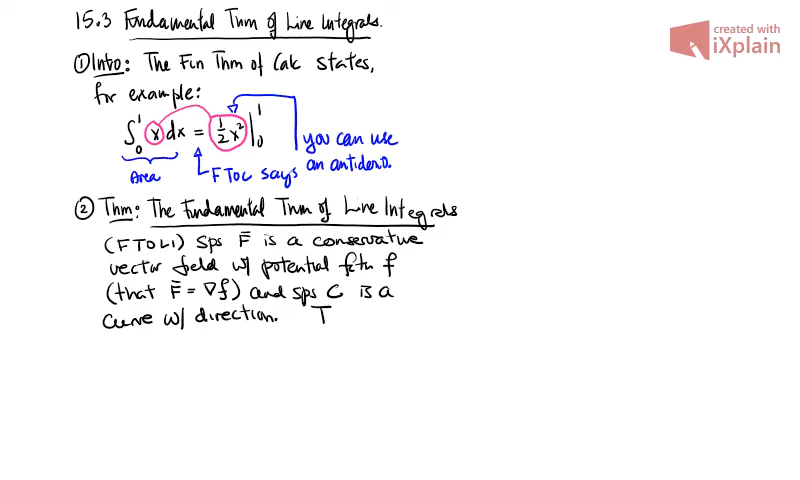 15.3 Fundamental Thm of Line Integrals.
created with
iXplain
① Intro: The Fun Thm of Calc states,
for example:
∫₀¹ x dx = ½x² |₀¹
you can use
an antideriv.
Area
FToC says
② Thm: The Fundamental Thm of Line Integrals
(FTOLI) Sps F̄ is a conservative
vector field w/ potential fctn f
(that F̄ = ∇f) and sps C is a
curve w/ direction. T